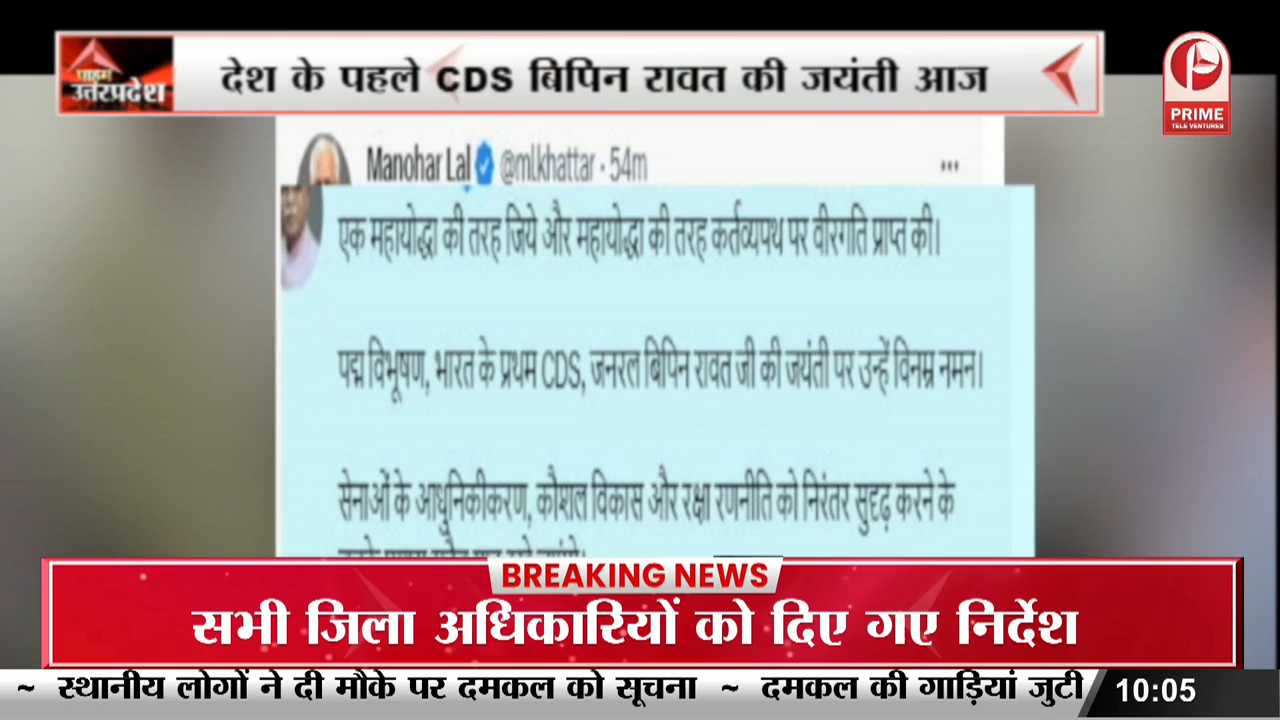 प्राइम
उत्तरप्रदेश
देश के पहले CDS बिपिन रावत की जयंती आज
PRIME
TELE VENTURES
Manohar Lal @mlkhattar · 54m
एक महायोद्धा की तरह जिये और महायोद्धा की तरह कर्तव्यपथ पर वीरगति प्राप्त की।
पद्म विभूषण, भारत के प्रथम CDS, जनरल बिपिन रावत जी की जयंती पर उन्हें विनम्र नमन।
सेनाओं के आधुनिकीकरण, कौशल विकास और रक्षा रणनीति को निरंतर सुदृढ़ करने के
BREAKING NEWS
सभी जिला अधिकारियों को दिए गए निर्देश
~ स्थानीय लोगों ने दी मौके पर दमकल को सूचना ~ दमकल की गाड़ियां जुटी
10:05